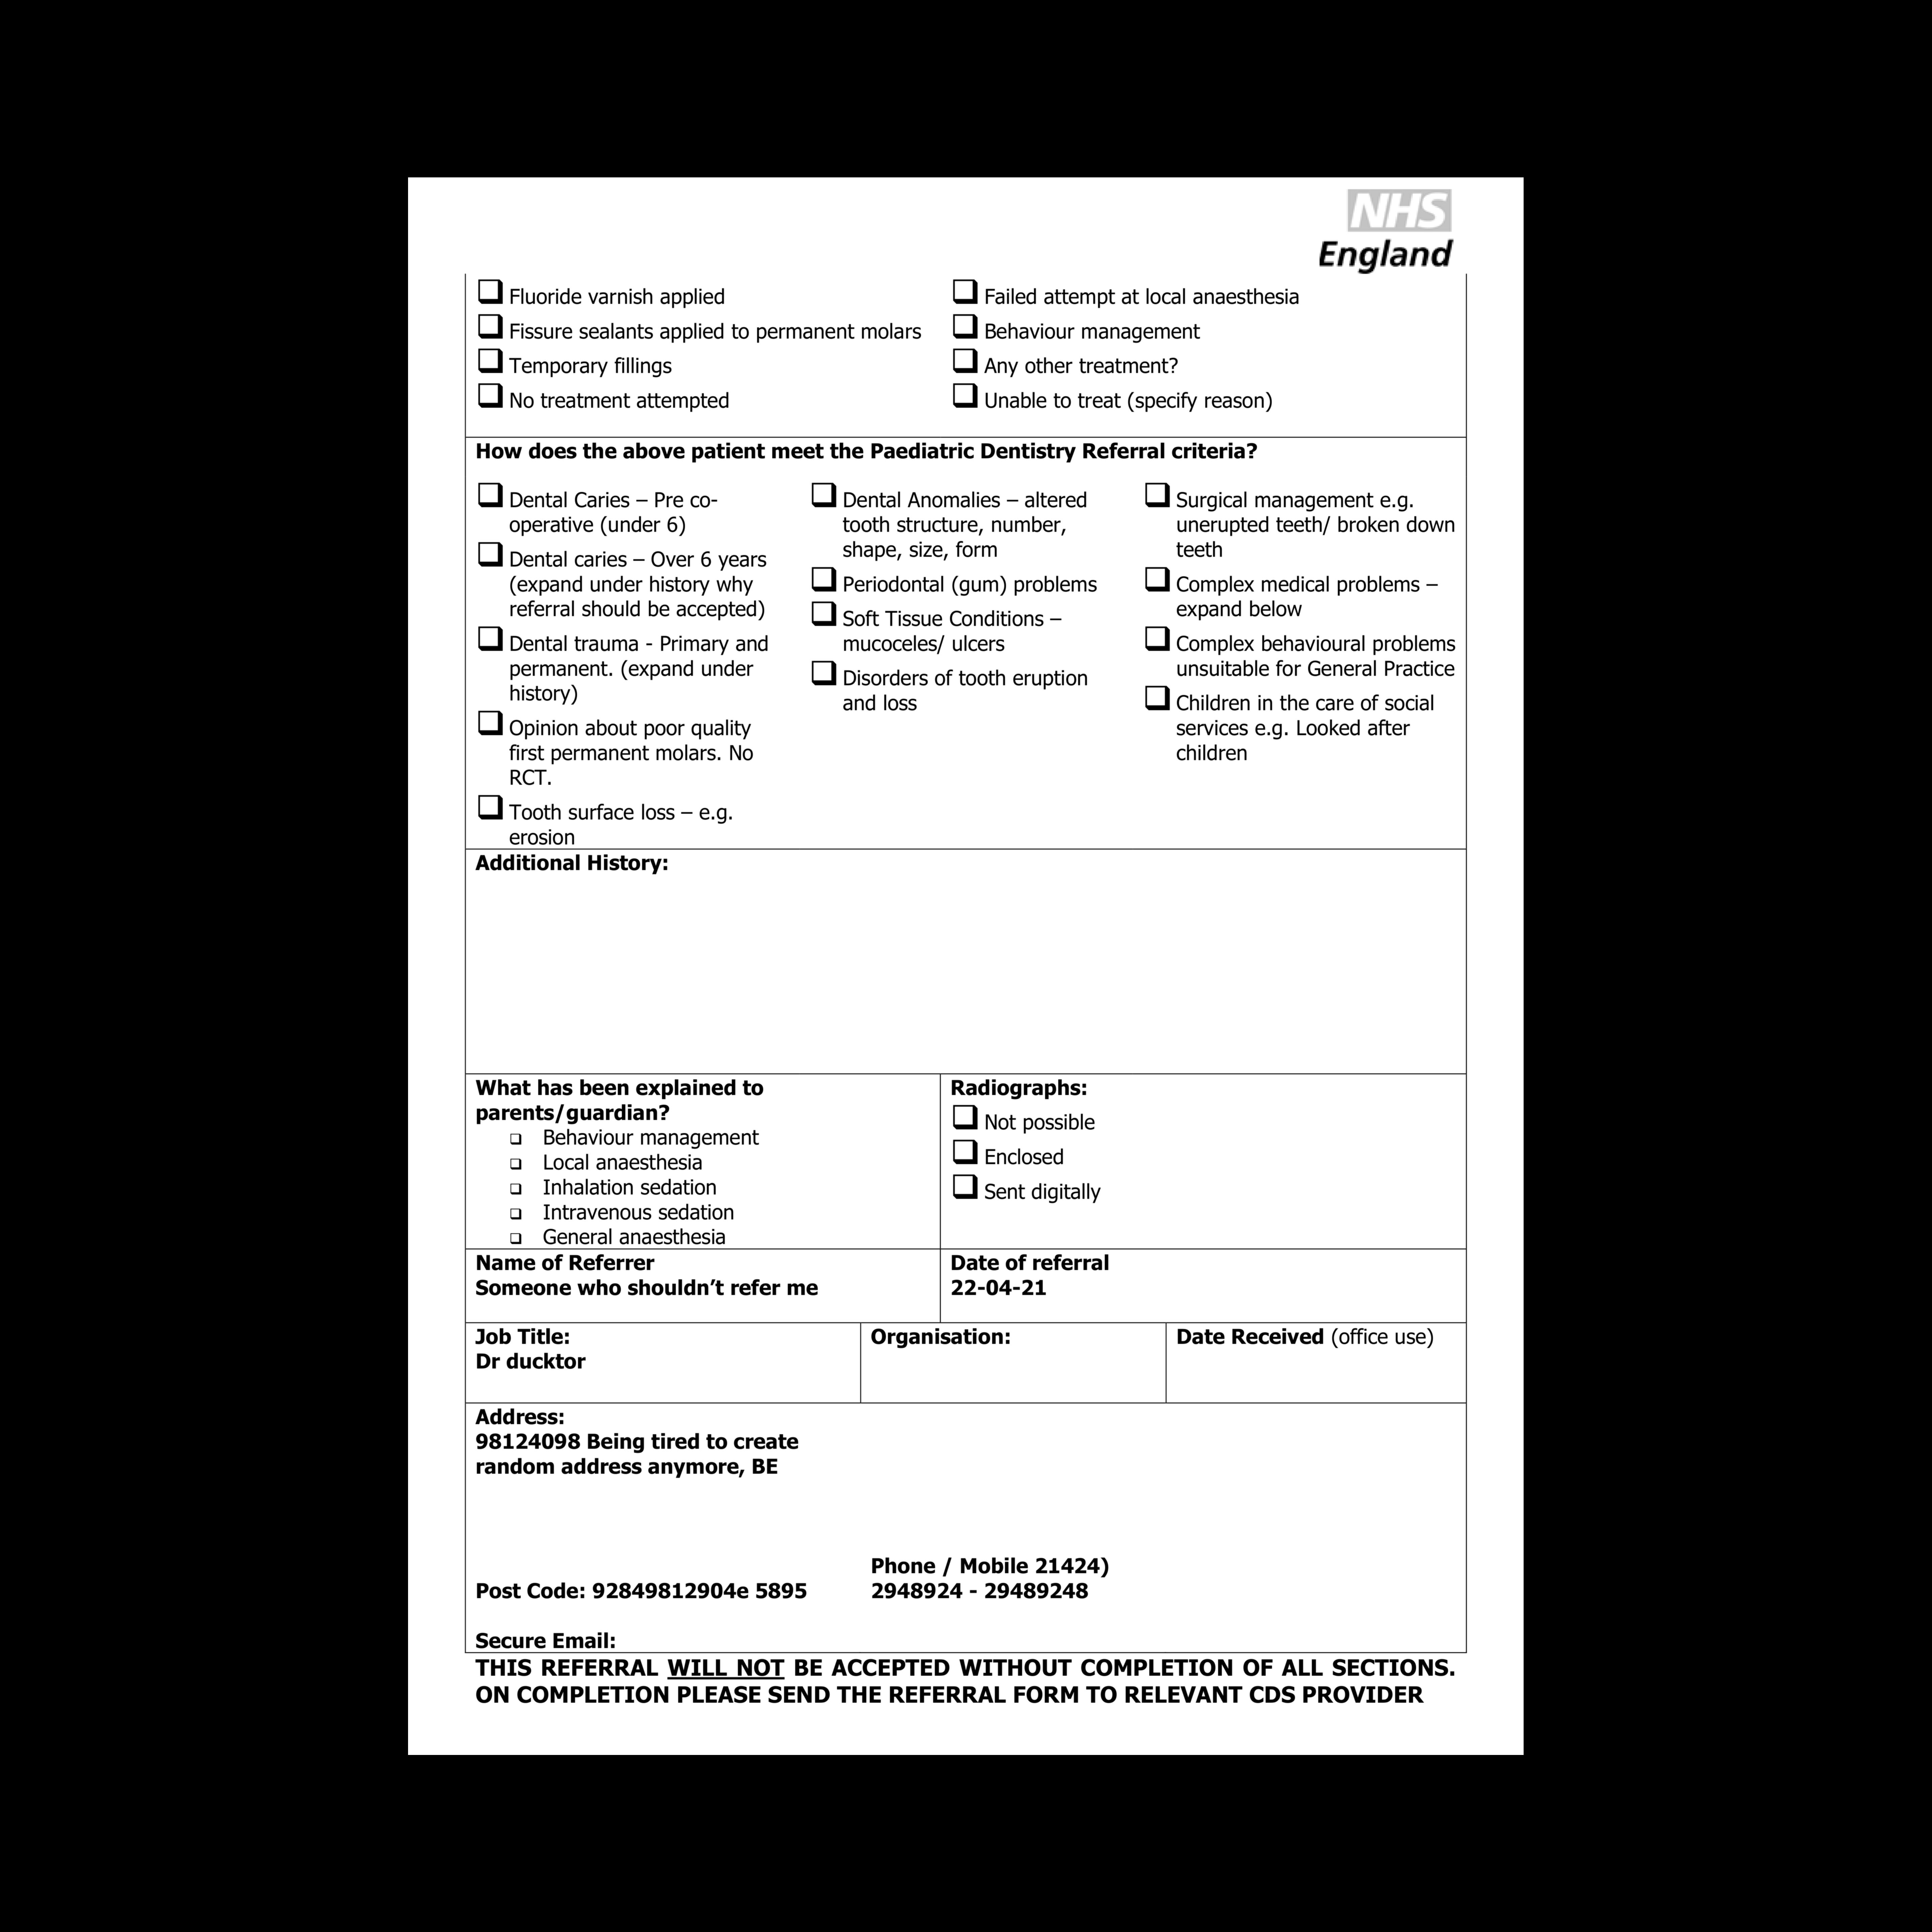 NHS
England
❑ Fluoride varnish applied
❑ Fissure sealants applied to permanent molars
❑ Temporary fillings
❑ No treatment attempted
❑ Failed attempt at local anaesthesia
❑ Behaviour management
❑ Any other treatment?
❑ Unable to treat (specify reason)
How does the above patient meet the Paediatric Dentistry Referral criteria?
❑ Dental Caries – Pre co-
operative (under 6)
❑ Dental caries – Over 6 years
(expand under history why
referral should be accepted)
❑ Dental trauma - Primary and
permanent. (expand under
history)
❑ Opinion about poor quality
first permanent molars. No
RCT.
❑ Tooth surface loss – e.g.
erosion
❑ Dental Anomalies – altered
tooth structure, number,
shape, size, form
❑ Periodontal (gum) problems
❑ Soft Tissue Conditions –
mucoceles/ ulcers
❑ Disorders of tooth eruption
and loss
❑ Surgical management e.g.
unerupted teeth/ broken down
teeth
❑ Complex medical problems –
expand below
❑ Complex behavioural problems
unsuitable for General Practice
❑ Children in the care of social
services e.g. Looked after
children
Additional History:
What has been explained to
parents/guardian?
❑ Behaviour management
❑ Local anaesthesia
❑ Inhalation sedation
❑ Intravenous sedation
❑ General anaesthesia
Radiographs:
❑ Not possible
❑ Enclosed
❑ Sent digitally
Name of Referrer
Someone who shouldn’t refer me
Date of referral
22-04-21
Job Title:
Dr ducktor
Organisation:
Date Received (office use)
Address:
98124098 Being tired to create
random address anymore, BE
Post Code: 92849812904e 5895
Phone / Mobile 21424)
2948924 - 29489248
Secure Email:
THIS REFERRAL WILL NOT BE ACCEPTED WITHOUT COMPLETION OF ALL SECTIONS.
ON COMPLETION PLEASE SEND THE REFERRAL FORM TO RELEVANT CDS PROVIDER